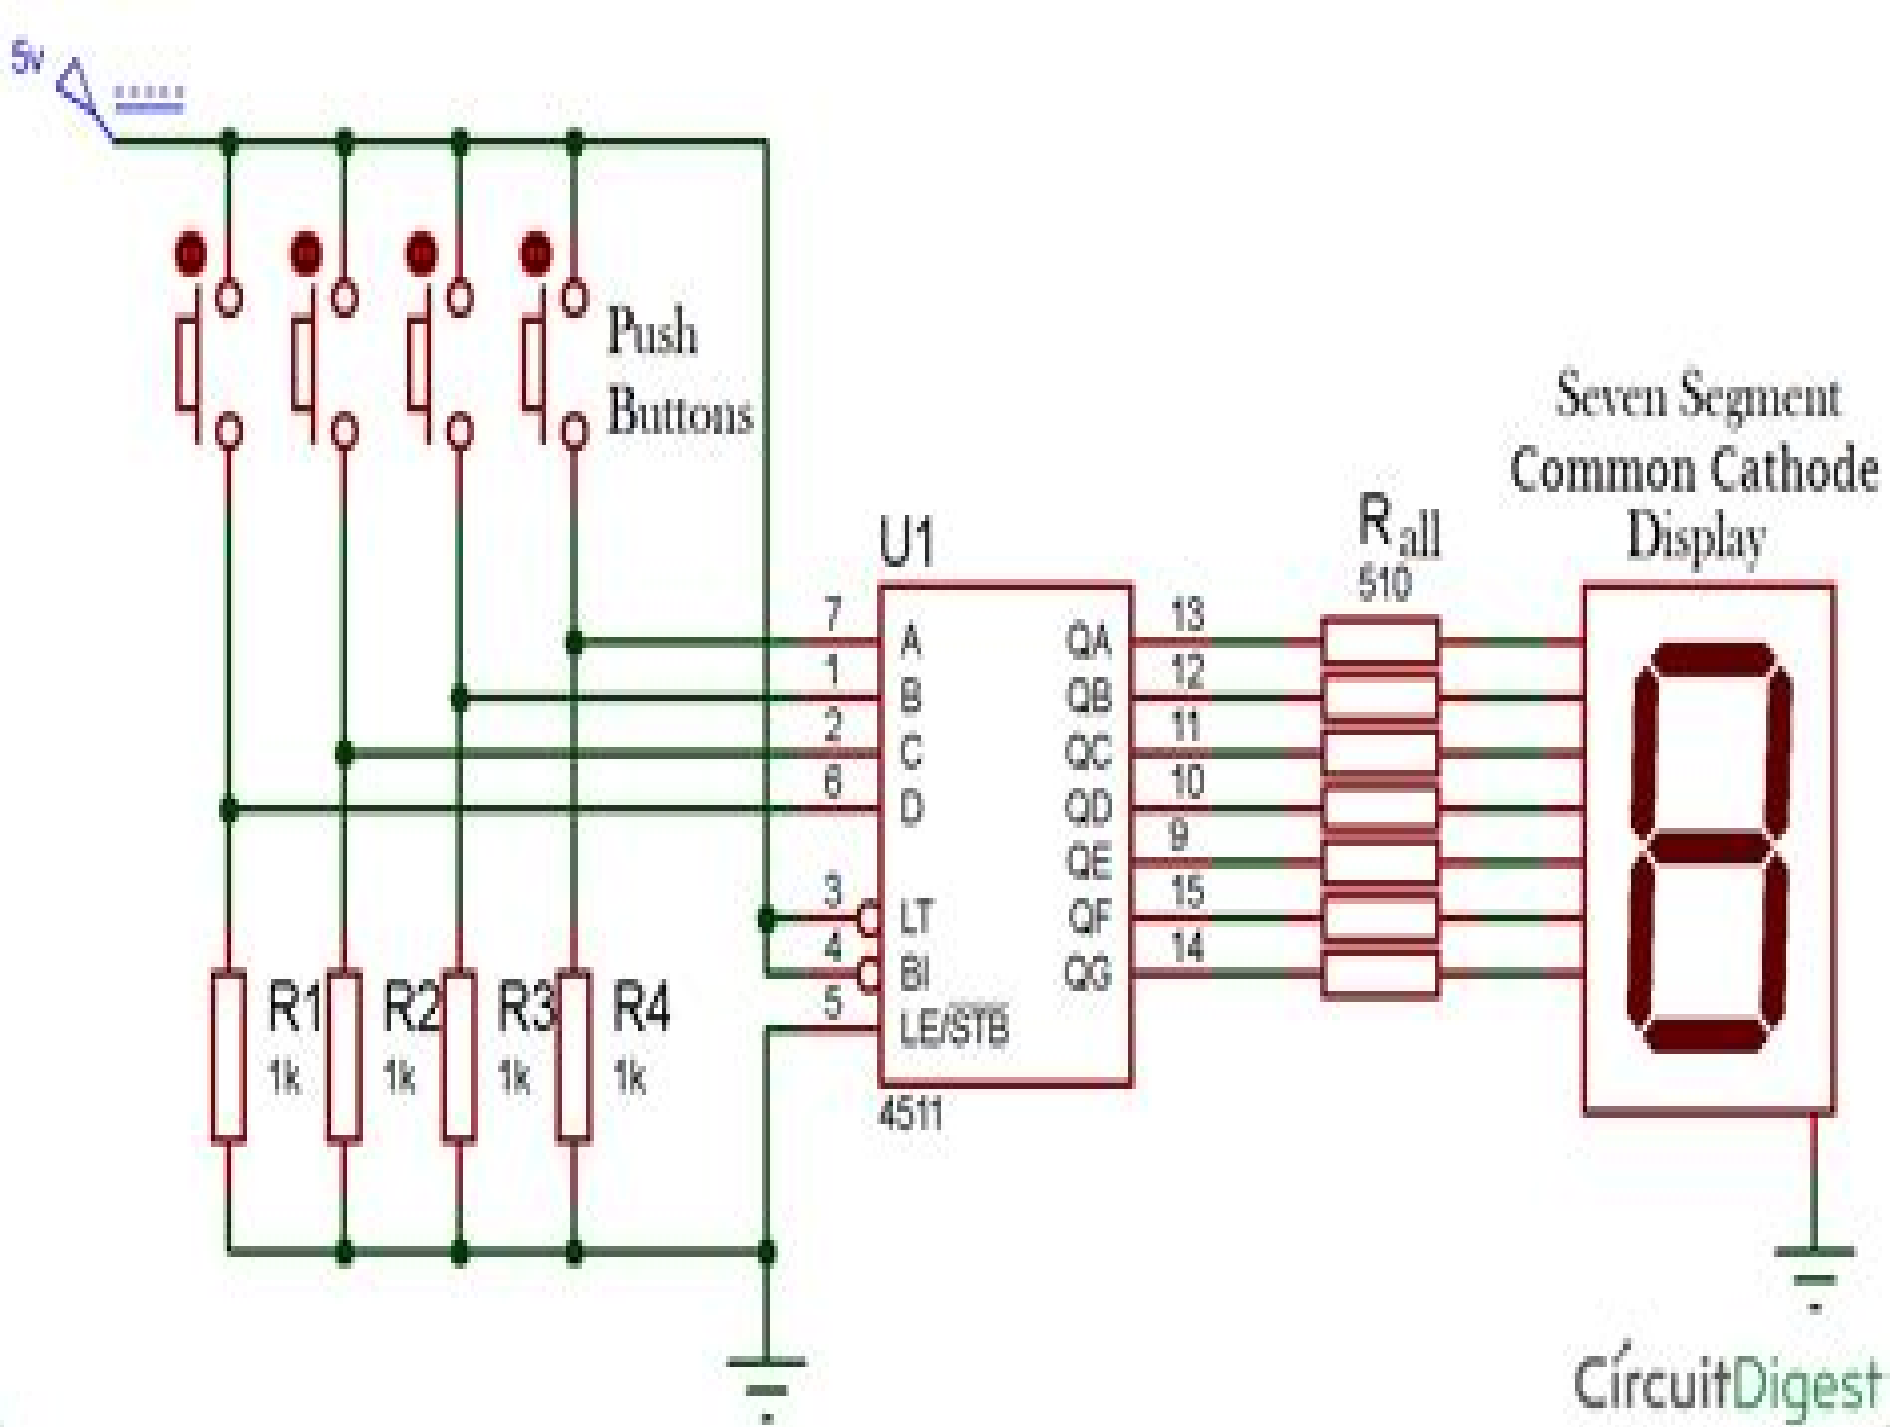 5v
Push
Buttons
Seven Segment
Common Cathode
Display
R all
510
U1
7 A QA 13
1 B QB 12
2 C QC 11
6 D QD 10
QE 9
3 LT QF 15
4 BI QG 14
5 LE/STB
4511
R1 R2 R3 R4
1k 1k 1k 1k
CircuitDigest